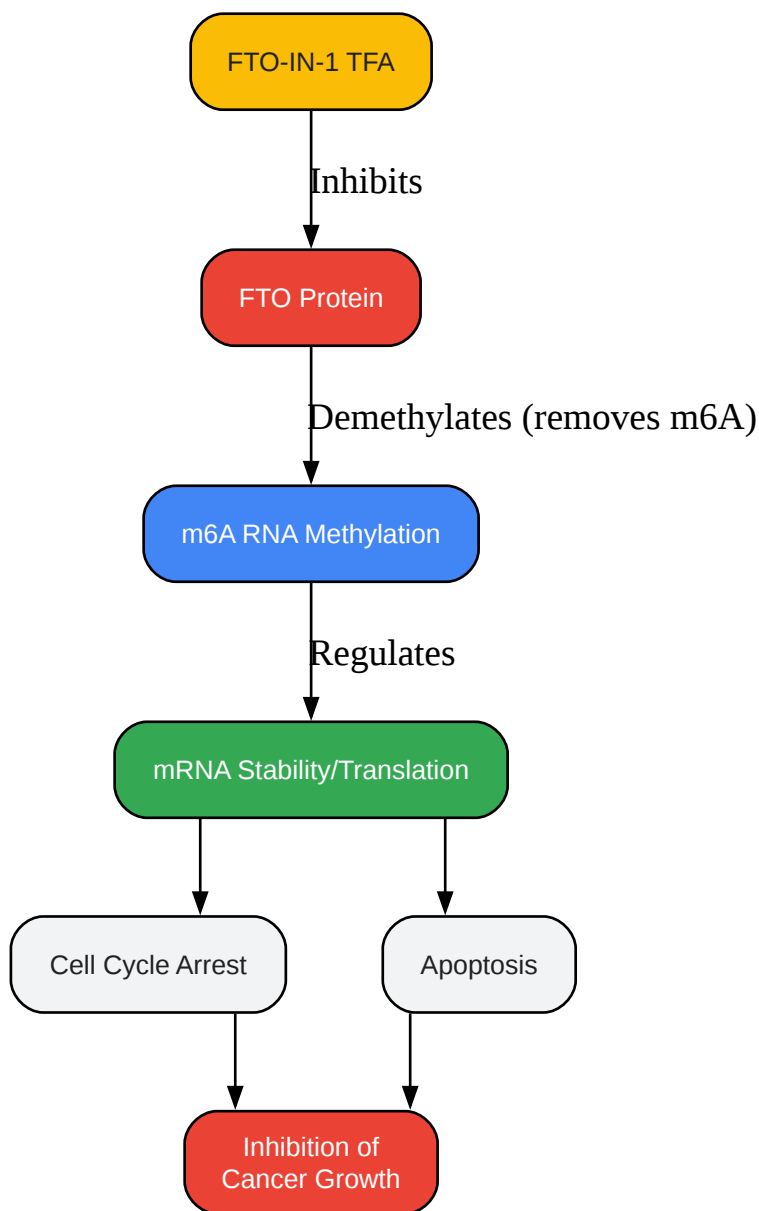 FTO-IN-1 TFA
Inhibits
FTO Protein
Demethylates (removes m6A)
m6A RNA Methylation
Regulates
mRNA Stability/Translation
Cell Cycle Arrest
Apoptosis
Inhibition of
Cancer Growth